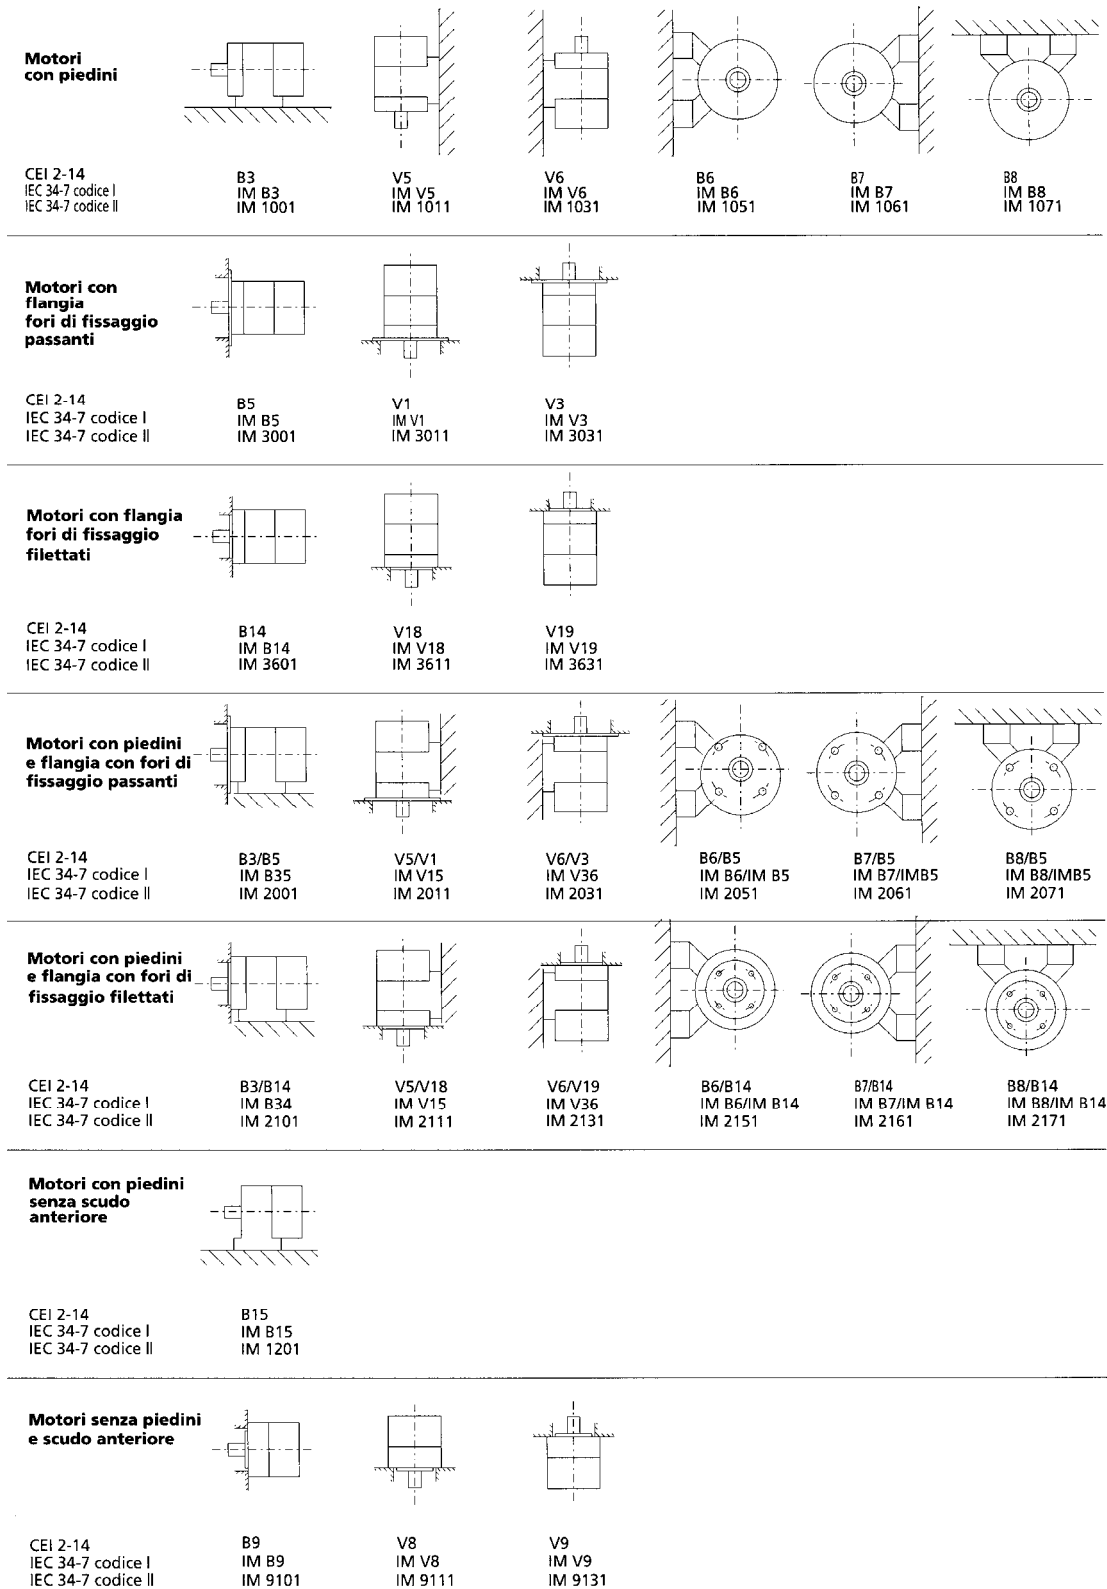 Motori
con piedini
CEI 2-14 B3 V5 V6 B6 B7 B8
IEC 34-7 codice I IM B3 IM V5 IM V6 IM B6 IM B7 IM B8
IEC 34-7 codice II IM 1001 IM 1011 IM 1031 IM 1051 IM 1061 IM 1071
Motori con
flangia
fori di fissaggio
passanti
CEI 2-14 B5 V1 V3
IEC 34-7 codice I IM B5 IM V1 IM V3
IEC 34-7 codice II IM 3001 IM 3011 IM 3031
Motori con flangia
fori di fissaggio
filettati
CEI 2-14 B14 V18 V19
IEC 34-7 codice I IM B14 IM V18 IM V19
IEC 34-7 codice II IM 3601 IM 3611 IM 3631
Motori con piedini
e flangia con fori di
fissaggio passanti
CEI 2-14 B3/B5 V5/V1 V6/V3 B6/B5 B7/B5 B8/B5
IEC 34-7 codice I IM B35 IM V15 IM V36 IM B6/IM B5 IM B7/IMB5 IM B8/IMB5
IEC 34-7 codice II IM 2001 IM 2011 IM 2031 IM 2051 IM 2061 IM 2071
Motori con piedini
e flangia con fori di
fissaggio filettati
CEI 2-14 B3/B14 V5/V18 V6/V19 B6/B14 B7/B14 B8/B14
IEC 34-7 codice I IM B34 IM V15 IM V36 IM B6/IM B14 IM B7/IM B14 IM B8/IM B14
IEC 34-7 codice II IM 2101 IM 2111 IM 2131 IM 2151 IM 2161 IM 2171
Motori con piedini
senza scudo
anteriore
CEI 2-14 B15
IEC 34-7 codice I IM B15
IEC 34-7 codice II IM 1201
Motori senza piedini
e scudo anteriore
CEI 2-14 B9 V8 V9
IEC 34-7 codice I IM B9 IM V8 IM V9
IEC 34-7 codice II IM 9101 IM 9111 IM 9131